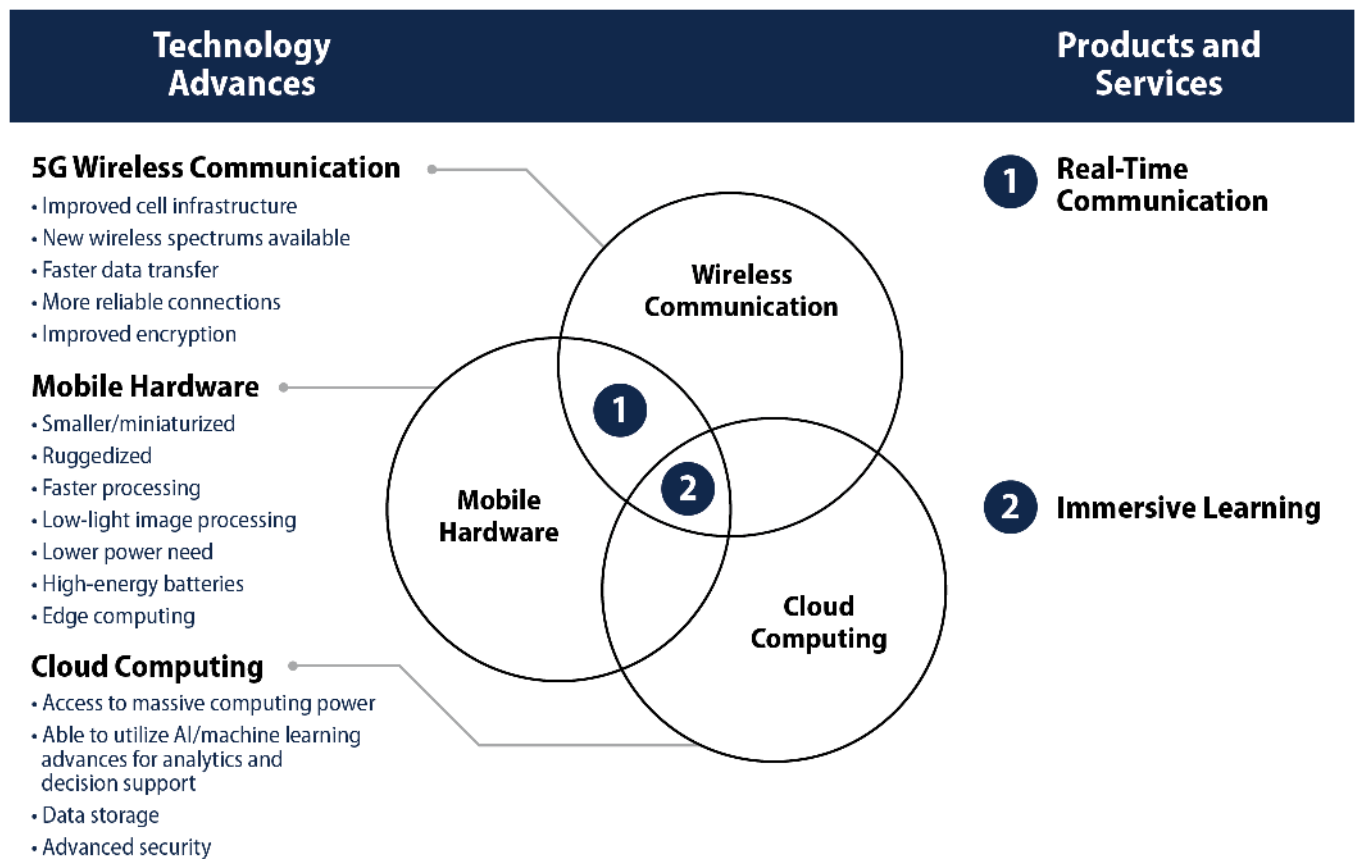 Technology
Advances
Products and
Services
5G Wireless Communication
• Improved cell infrastructure
• New wireless spectrums available
• Faster data transfer
• More reliable connections
• Improved encryption
Mobile Hardware
• Smaller/miniaturized
• Ruggedized
• Faster processing
• Low-light image processing
• Lower power need
• High-energy batteries
• Edge computing
Cloud Computing
• Access to massive computing power
• Able to utilize AI/machine learning
advances for analytics and
decision support
• Data storage
• Advanced security
Wireless
Communication
1
2
Mobile
Hardware
Cloud
Computing
1 Real-Time
Communication
2 Immersive Learning